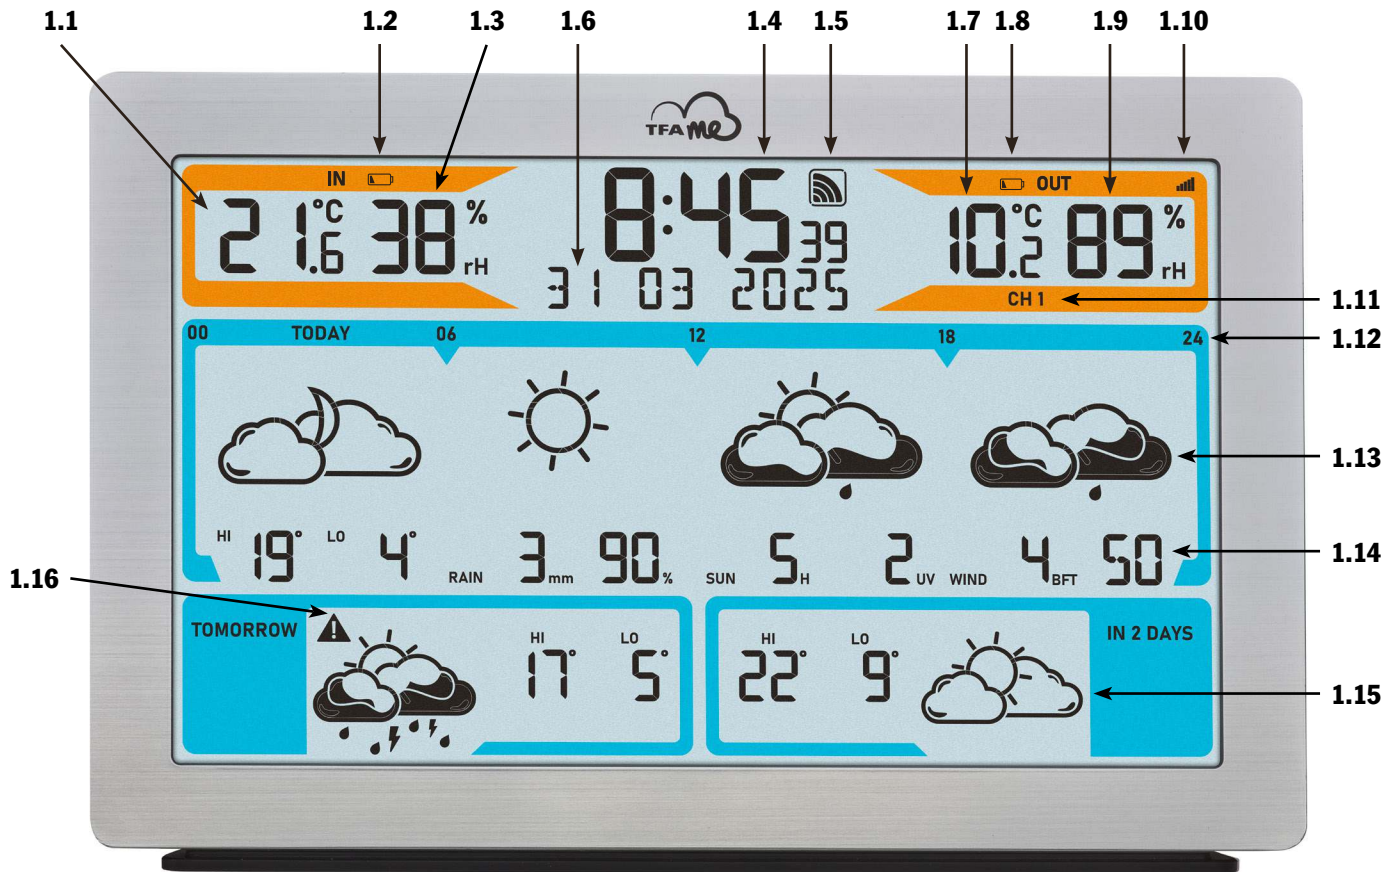 1.1 1.2 1.3 1.6 1.4 1.5 1.7 1.8 1.9 1.10
TFA me
IN
21.6 °C 38 % rH
8:45 39
31 03 2025
OUT
10.2 °C 89 % rH
CH 1
1.11
00 TODAY 06 12 18 24
1.12
1.13
HI 19° LO 4° RAIN 3 mm 90 % SUN 5 H 2 UV WIND 4 BFT 50
1.14
1.16
TOMORROW
HI LO
17° 5°
HI LO
22° 9°
IN 2 DAYS
1.15